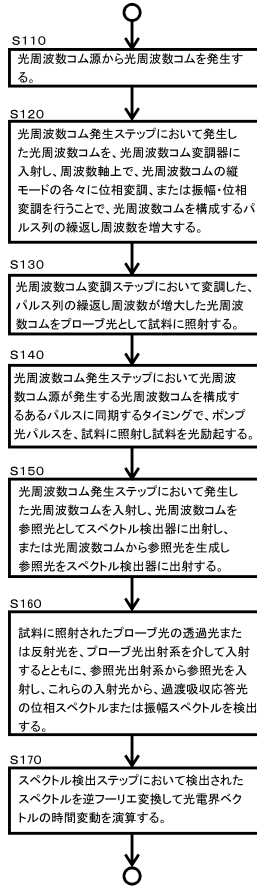 S110
光周波数コム源から光周波数コムを発生す
る。
S120
光周波数コム発生ステップにおいて発生し
た光周波数コムを、光周波数コム変調器に
入射し、周波数軸上で、光周波数コムの縦
モードの各々に位相変調、または振幅・位相
変調を行うことで、光周波数コムを構成するパ
ルス列の繰返し周波数を増大する。
S130
光周波数コム変調ステップにおいて変調した、
パルス列の繰返し周波数が増大した光周波
数コムをプローブ光として試料に照射する。
S140
光周波数コム発生ステップにおいて光周波
数コム源が発生する光周波数コムを構成す
るあるパルスに同期するタイミングで、ポンプ
光パルスを、試料に照射し試料を光励起する。
S150
光周波数コム発生ステップにおいて発生し
た光周波数コムを入射し、光周波数コムを
参照光としてスペクトル検出器に出射し、
または光周波数コムから参照光を生成し
参照光をスペクトル検出器に出射する。
S160
試料に照射されたプローブ光の透過光また
は反射光を、プローブ光出射系を介して入射
するとともに、参照光出射系から参照光を入
射し、これらの入射光から、過渡吸収応答光
の位相スペクトルまたは振幅スペクトルを検出
する。
S170
スペクトル検出ステップにおいて検出された
スペクトルを逆フーリエ変換して光電界ベク
トルの時間変動を演算する。